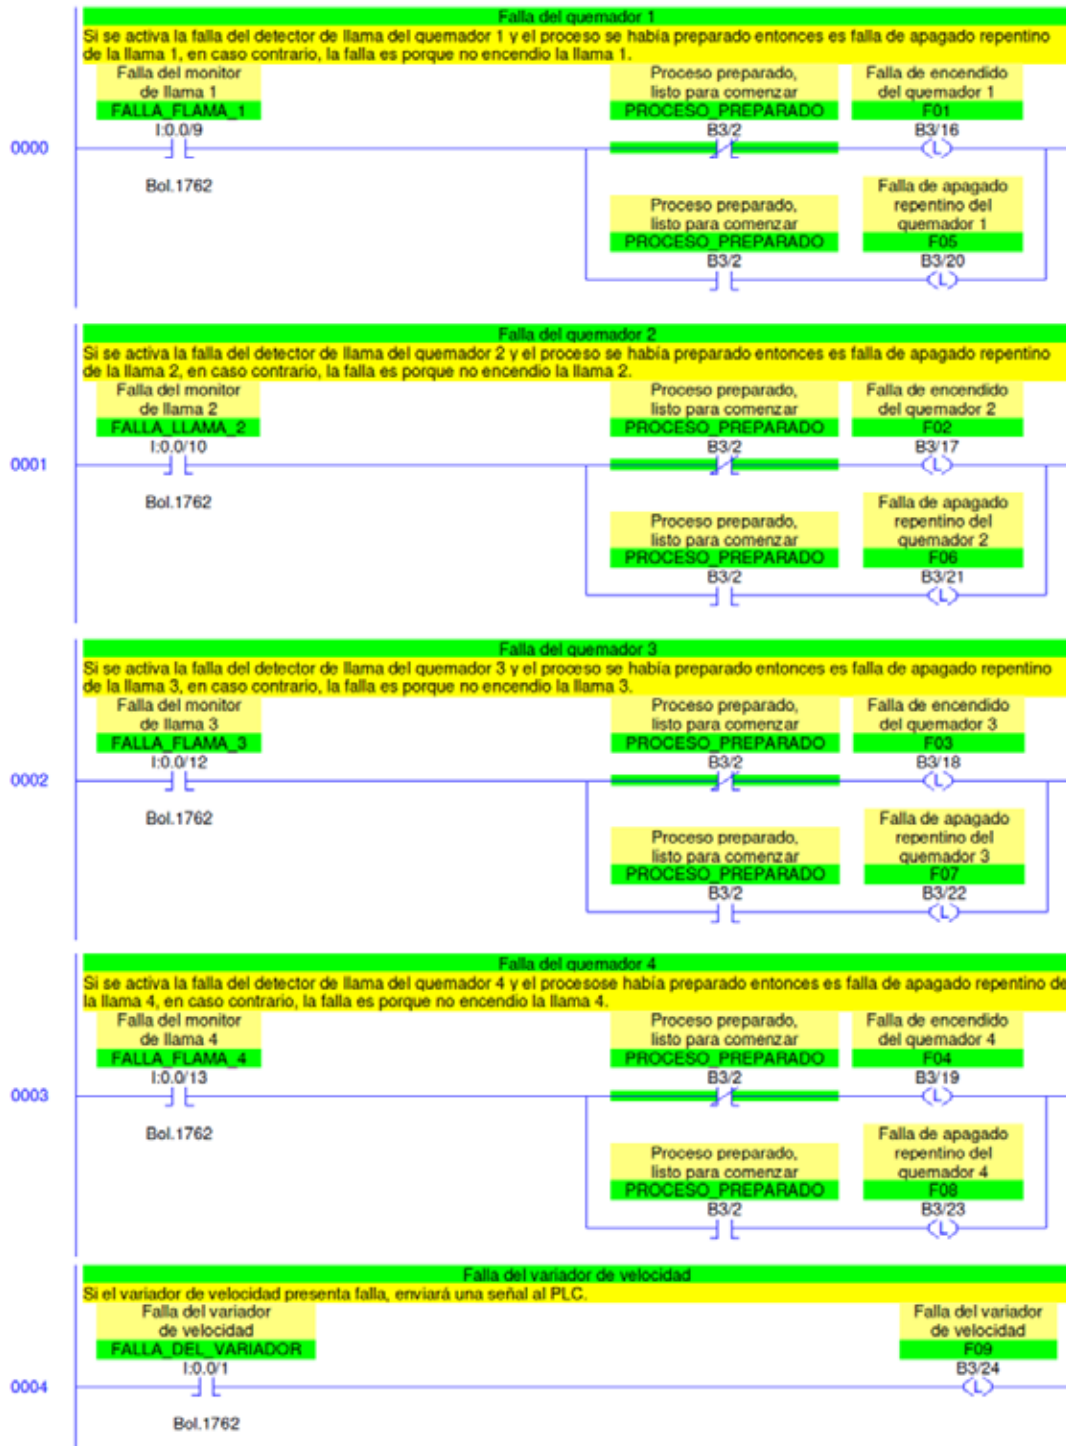 Falla del quemador 1
Si se activa la falla del detector de llama del quemador 1 y el proceso se había preparado entonces es falla de apagado repentino
de la llama 1, en caso contrario, la falla es porque no encendio la llama 1.
Falla del monitor
de llama 1
FALLA_FLAMA_1
I:0.0/9
Bol.1762
Proceso preparado,
listo para comenzar
PROCESO_PREPARADO
B3/2
Falla de encendido
del quemador 1
F01
B3/16
L
0000
Proceso preparado,
listo para comenzar
PROCESO_PREPARADO
B3/2
Falla de apagado
repentino del
quemador 1
F05
B3/20
L
Falla del quemador 2
Si se activa la falla del detector de llama del quemador 2 y el proceso se había preparado entonces es falla de apagado repentino
de la llama 2, en caso contrario, la falla es porque no encendio la llama 2.
Falla del monitor
de llama 2
FALLA_LLAMA_2
I:0.0/10
Bol.1762
Proceso preparado,
listo para comenzar
PROCESO_PREPARADO
B3/2
Falla de encendido
del quemador 2
F02
B3/17
L
0001
Proceso preparado,
listo para comenzar
PROCESO_PREPARADO
B3/2
Falla de apagado
repentino del
quemador 2
F06
B3/21
L
Falla del quemador 3
Si se activa la falla del detector de llama del quemador 3 y el proceso se había preparado entonces es falla de apagado repentino
de la llama 3, en caso contrario, la falla es porque no encendio la llama 3.
Falla del monitor
de llama 3
FALLA_FLAMA_3
I:0.0/12
Bol.1762
Proceso preparado,
listo para comenzar
PROCESO_PREPARADO
B3/2
Falla de encendido
del quemador 3
F03
B3/18
L
0002
Proceso preparado,
listo para comenzar
PROCESO_PREPARADO
B3/2
Falla de apagado
repentino del
quemador 3
F07
B3/22
L
Falla del quemador 4
Si se activa la falla del detector de llama del quemador 4 y el procesose había preparado entonces es falla de apagado repentino de
la llama 4, en caso contrario, la falla es porque no encendio la llama 4.
Falla del monitor
de llama 4
FALLA_FLAMA_4
I:0.0/13
Bol.1762
Proceso preparado,
listo para comenzar
PROCESO_PREPARADO
B3/2
Falla de encendido
del quemador 4
F04
B3/19
L
0003
Proceso preparado,
listo para comenzar
PROCESO_PREPARADO
B3/2
Falla de apagado
repentino del
quemador 4
F08
B3/23
L
Falla del variador de velocidad
Si el variador de velocidad presenta falla, enviará una señal al PLC.
Falla del variador
de velocidad
FALLA_DEL_VARIADOR
I:0.0/1
Bol.1762
Falla del variador
de velocidad
F09
B3/24
L
0004